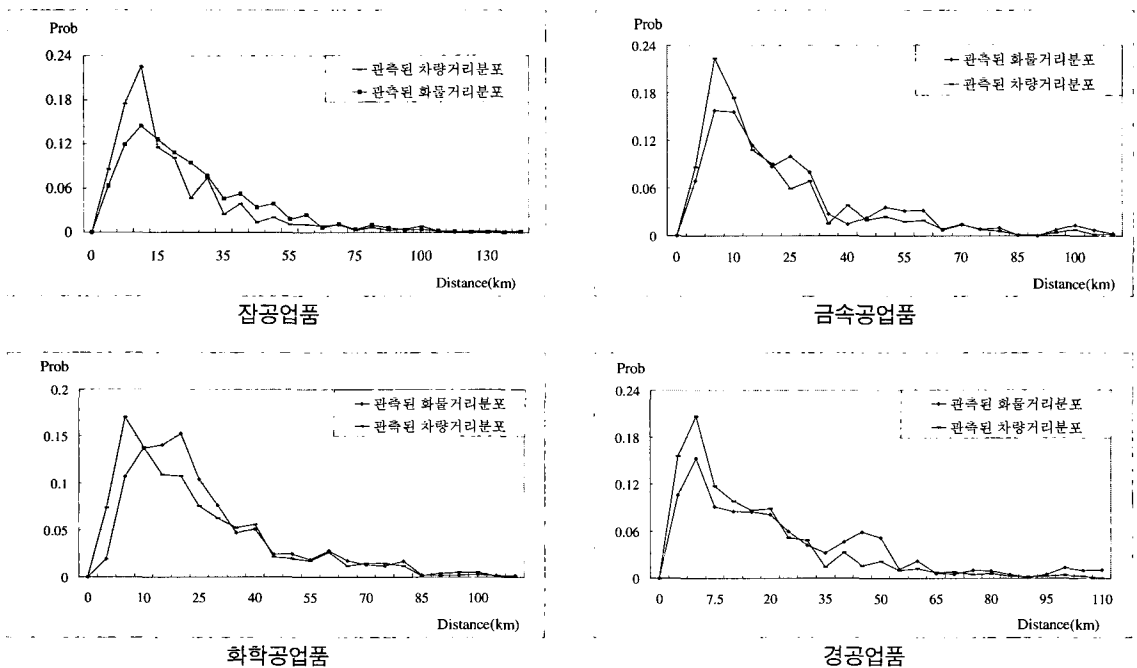 Prob
0.24
0.18
0.12
0.06
0
관측된 차량거리분포
관측된 화물거리분포
0 15 35 55 75 100 130
Distance(km)
잡공업품
Prob
0.24
0.18
0.12
0.06
0
관측된 화물거리분포
관측된 차량거리분포
0 10 25 40 55 70 85 100
Distance(km)
금속공업품
Prob
0.2
0.15
0.1
0.05
0
관측된 화물거리분포
관측된 차량거리분포
0 10 25 40 55 70 85 100
Distance(km)
화학공업품
Prob
0.24
0.18
0.12
0.06
0
관측된 화물거리분포
관측된 차량거리분포
0 7.5 20 35 50 65 80 95 110
Distance(km)
경공업품